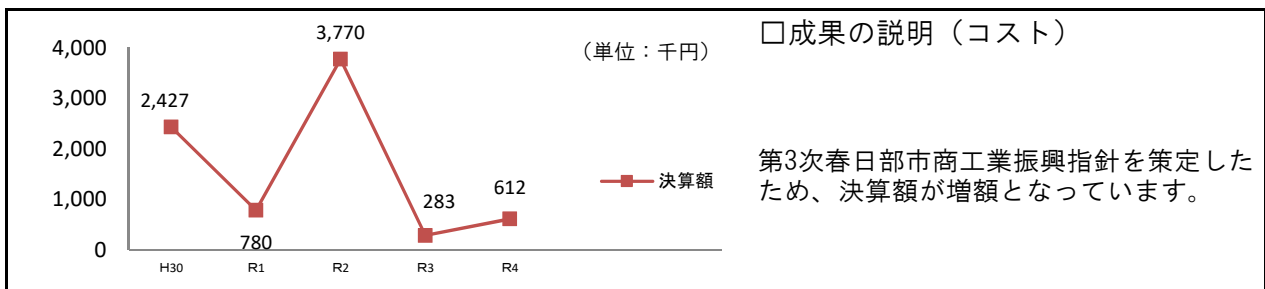 4,000
3,000
2,000
1,000
0
2,427
780
3,770
283
612
(単位：千円)
決算額
H30 R1 R2 R3 R4
□成果の説明（コスト）
第3次春日部市商工業振興指針を策定した
ため、決算額が増額となっています。